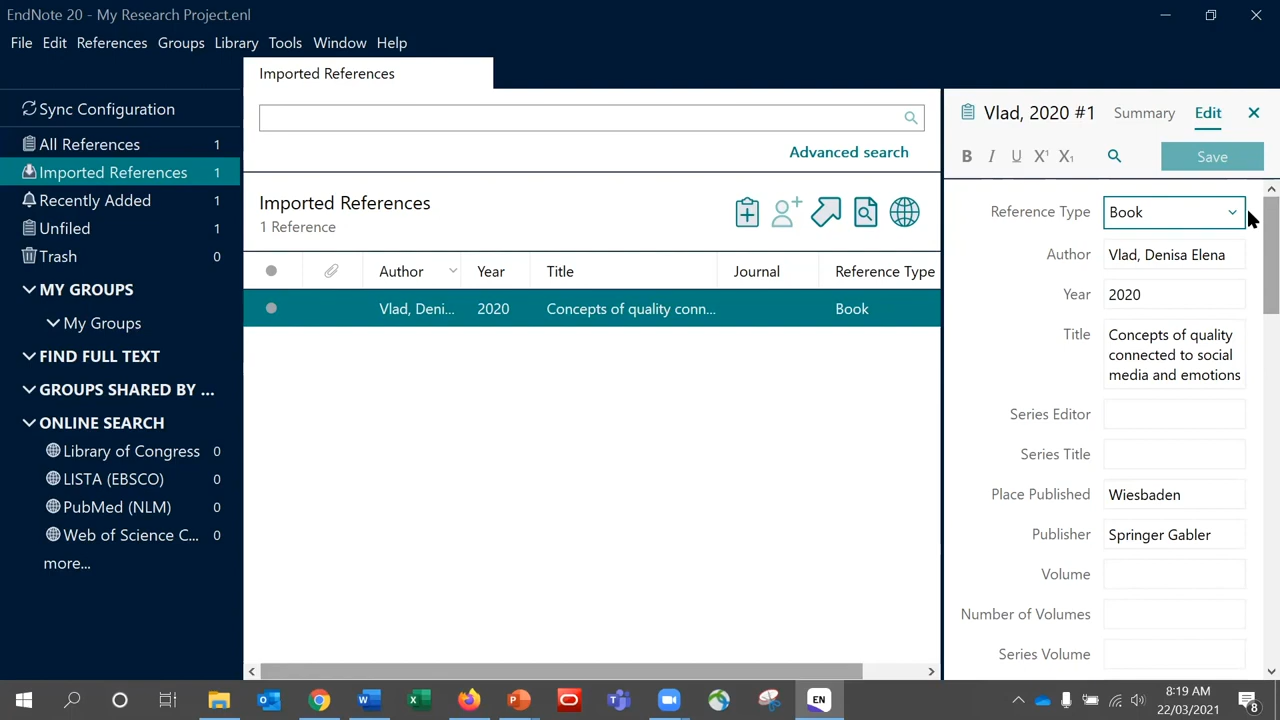 EndNote 20 - My Research Project.enl
File Edit References Groups Library Tools Window Help
Imported References
Sync Configuration
All References 1
Imported References 1
Recently Added 1
Unfiled 1
Trash 0
MY GROUPS
My Groups
FIND FULL TEXT
GROUPS SHARED BY ...
ONLINE SEARCH
Library of Congress 0
LISTA (EBSCO) 0
PubMed (NLM) 0
Web of Science C... 0
more...
Advanced search
Imported References
1 Reference
Author Year Title Journal Reference Type
Vlad, Deni... 2020 Concepts of quality conn... Book
Vlad, 2020 #1 Summary Edit
B I U X¹ X₁ Save
Reference Type Book
Author Vlad, Denisa Elena
Year 2020
Title Concepts of quality
connected to social
media and emotions
Series Editor
Series Title
Place Published Wiesbaden
Publisher Springer Gabler
Volume
Number of Volumes
Series Volume
EN
8:19 AM
22/03/2021
8